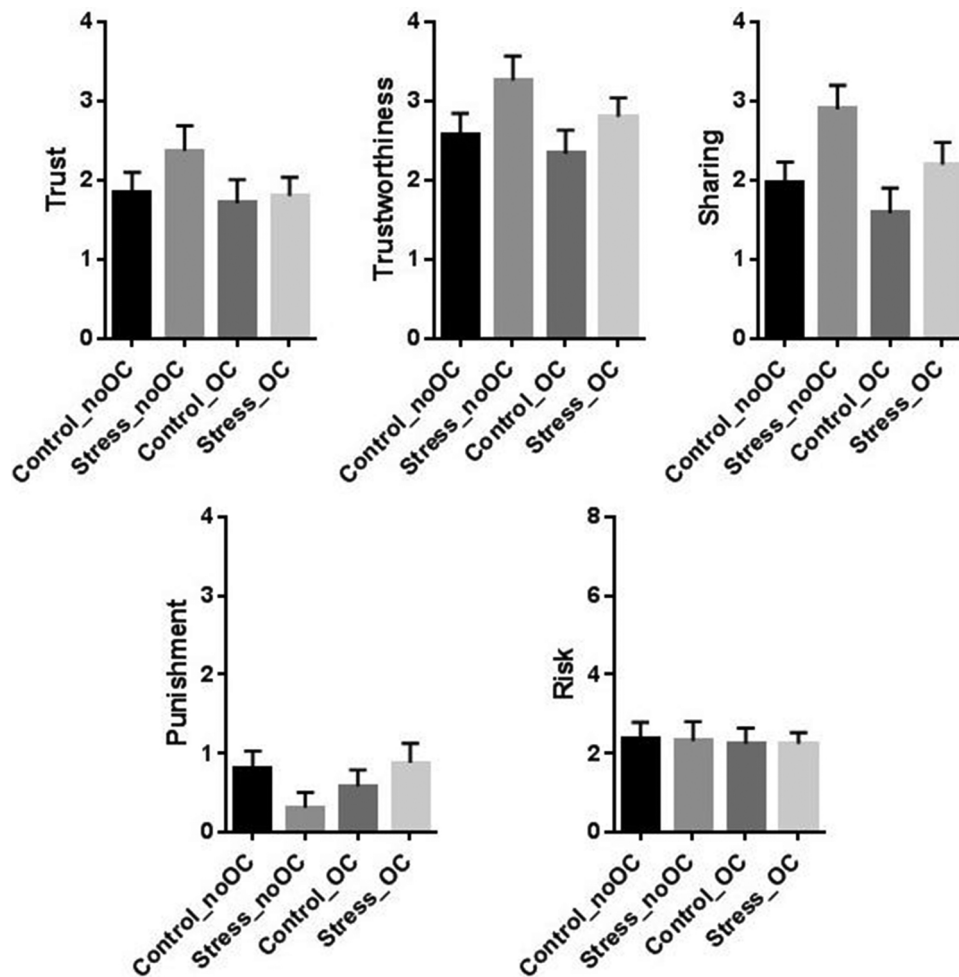 Trust
4
3
2
1
0
Control_noOC
Stress_noOC
Control_OC
Stress_OC
Trustworthiness
4
3
2
1
0
Control_noOC
Stress_noOC
Control_OC
Stress_OC
Sharing
4
3
2
1
0
Control_noOC
Stress_noOC
Control_OC
Stress_OC
Punishment
4
3
2
1
0
Control_noOC
Stress_noOC
Control_OC
Stress_OC
Risk
8
6
4
2
0
Control_noOC
Stress_noOC
Control_OC
Stress_OC